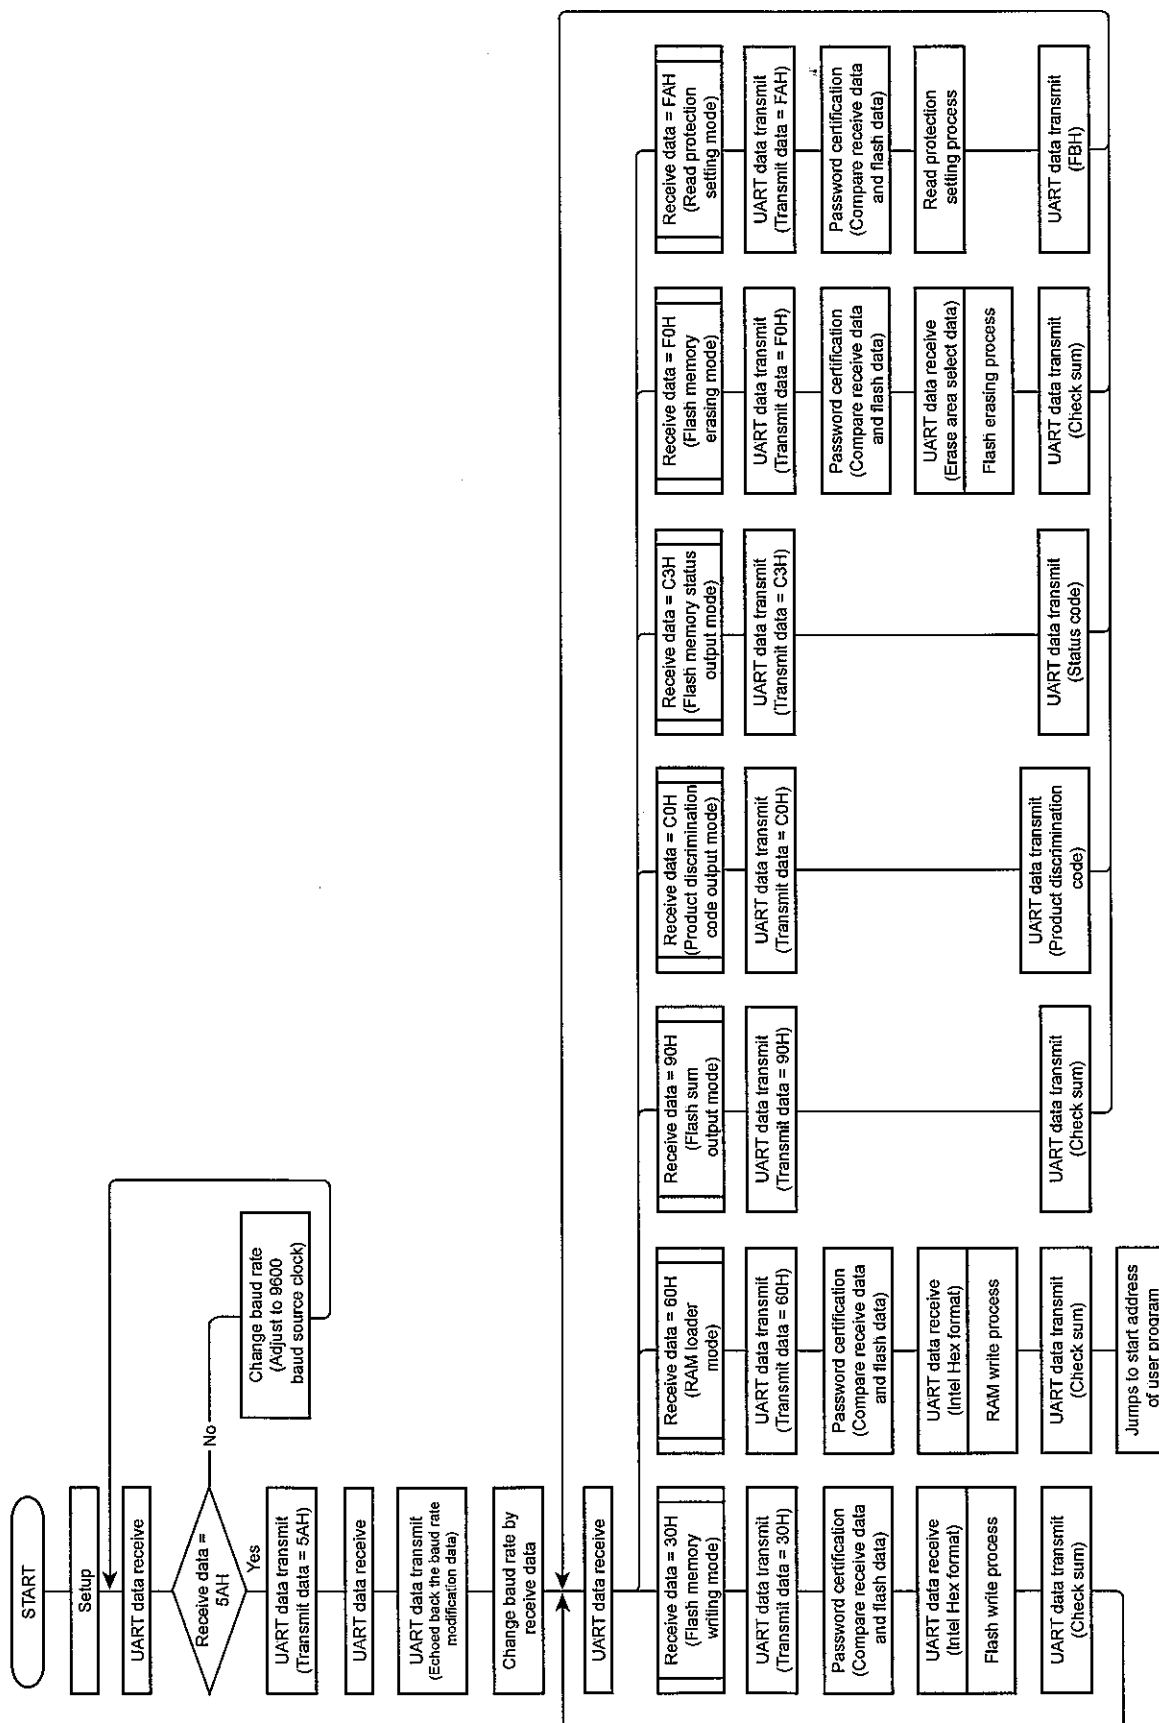 START
Setup
UART data receive
Receive data =
5AH
No
Change baud rate
(Adjust to 9600
baud source clock)
Yes
UART data transmit
(Transmit data = 5AH)
UART data receive
UART data transmit
(Echoed back the baud rate
modification data)
Change baud rate by
receive data
UART data receive
Receive data = 30H
(Flash memory
writing mode)
UART data transmit
(Transmit data = 30H)
Password certification
(Compare receive data
and flash data)
UART data receive
(Intel Hex format)
Flash write process
UART data transmit
(Check sum)
Receive data = 60H
(RAM loader
mode)
UART data transmit
(Transmit data = 60H)
Password certification
(Compare receive data
and flash data)
UART data receive
(Intel Hex format)
RAM write process
UART data transmit
(Check sum)
Jumps to start address
of user program
Receive data = 90H
(Flash sum
output mode)
UART data transmit
(Transmit data = 90H)
UART data transmit
(Check sum)
Receive data = C0H
(Product discrimination
code output mode)
UART data transmit
(Transmit data = C0H)
UART data transmit
(Product discrimination
code)
Receive data = C3H
(Flash memory status
output mode)
UART data transmit
(Transmit data = C3H)
UART data transmit
(Status code)
Receive data = F0H
(Flash memory
erasing mode)
UART data transmit
(Transmit data = F0H)
Password certification
(Compare receive data
and flash data)
UART data receive
(Erase area select data)
Flash erasing process
UART data transmit
(Check sum)
Receive data = FAH
(Read protection
setting mode)
UART data transmit
(Transmit data = FAH)
Password certification
(Compare receive data
and flash data)
Read protection
setting process
UART data transmit
(FBH)